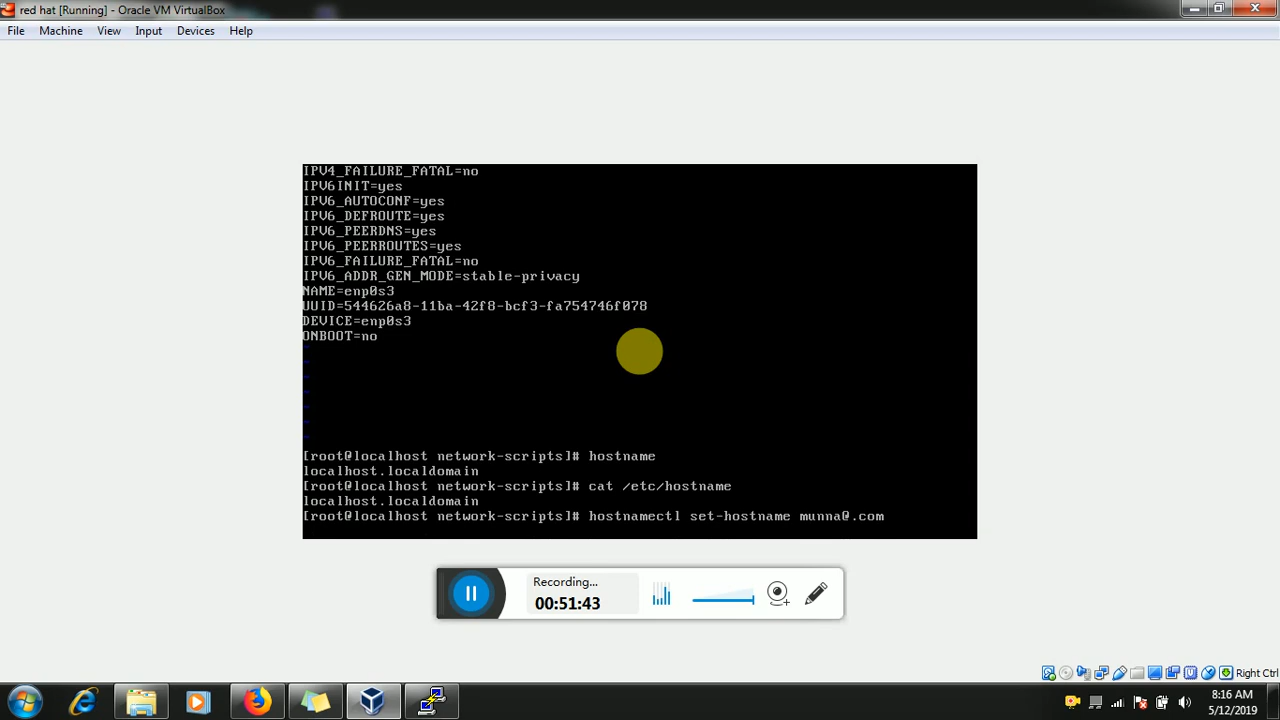 red hat [Running] - Oracle VM VirtualBox
File Machine View Input Devices Help
IPV4_FAILURE_FATAL=no
IPV6INIT=yes
IPV6_AUTOCONF=yes
IPV6_DEFROUTE=yes
IPV6_PEERDNS=yes
IPV6_PEERROUTES=yes
IPV6_FAILURE_FATAL=no
IPV6_ADDR_GEN_MODE=stable-privacy
NAME=enp0s3
UUID=544626a8-11ba-42f8-bcf3-fa754746f078
DEVICE=enp0s3
ONBOOT=no
~
~
~
~
~
~
~
[root@localhost network-scripts]# hostname
localhost.localdomain
[root@localhost network-scripts]# cat /etc/hostname
localhost.localdomain
[root@localhost network-scripts]# hostnamectl set-hostname munna@.com
Recording...
00:51:43
Right Ctrl
8:16 AM
5/12/2019